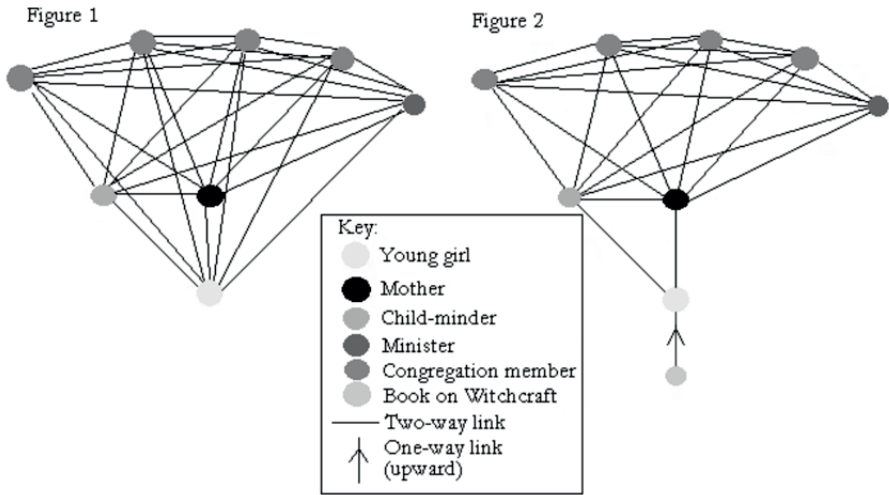 Figure 1
Figure 2
Key:
Young girl
Mother
Child-minder
Minister
Congregation member
Book on Witchcraft
Two-way link
One-way link
(upward)